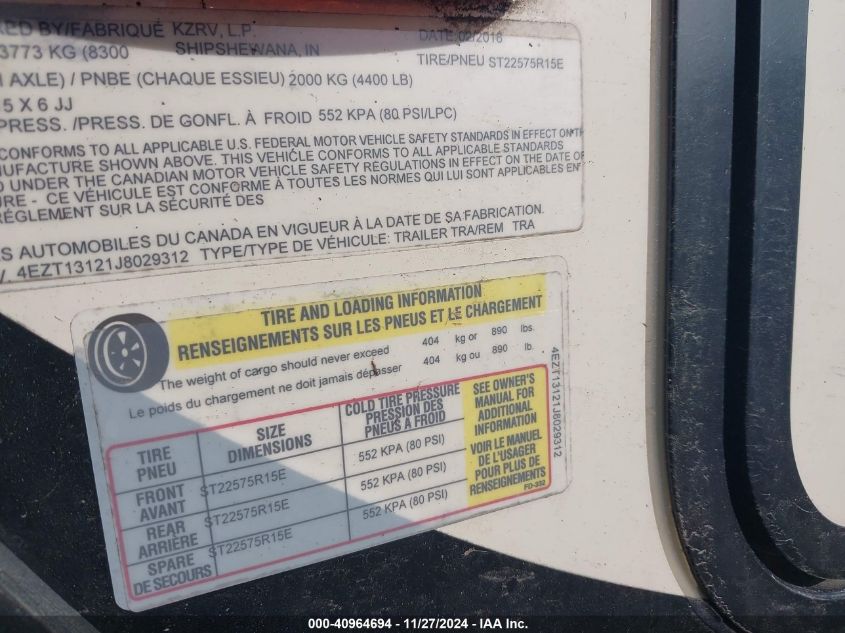 BY/FABRIQUÉ KZRV, L.P.
SHIPSHEWANA, IN
DATE 02/2018
3773 KG (8300
TIRE/PNEU ST22575R15E
AXLE) / PNBE (CHAQUE ESSIEU) 2000 KG (4400 LB)
5 X 6 JJ
PRESS. /PRESS. DE GONFL. À FROID 552 KPA (80 PSI/LPC)
CONFORMS TO ALL APPLICABLE U.S. FEDERAL MOTOR VEHICLE SAFETY STANDARDS IN EFFECT ON
SHOWN ABOVE. THIS VEHICLE CONFORMS TO ALL APPLICABLE STANDARDS
UNDER THE CANADIAN MOTOR VEHICLE SAFETY REGULATIONS IN EFFECT ON THE DATE OF
- CE VÉHICULE EST CONFORME À TOUTES LES NORMES QUI LUI SONT APPLICABLES EN
RÉGLEMENT SUR LA SÉCURITÉ DES
AUTOMOBILES DU CANADA EN VIGUEUR À LA DATE DE SA FABRICATION.
4EZT13121J8029312 TYPE/TYPE DE VÉHICULE: TRAILER TRA/REM TRA
TIRE AND LOADING INFORMATION
RENSEIGNEMENTS SUR LES PNEUS ET LE CHARGEMENT
The weight of cargo should never exceed 404 kg or 890 lbs.
Le poids du chargement ne doit jamais dépasser 404 kg ou 890 lb.
TIRE
PNEU
SIZE
DIMENSIONS
COLD TIRE PRESSURE
PRESSION DES
PNEUS À FROID
SEE OWNER'S
MANUAL FOR
ADDITIONAL
INFORMATION
VOIR LE MANUEL
DE L'USAGER
POUR PLUS DE
RENSEIGNEMENTS
FRONT
AVANT
ST22575R15E
552 KPA (80 PSI)
REAR
ARRIÈRE
ST22575R15E
552 KPA (80 PSI)
SPARE
DE SECOURS
ST22575R15E
552 KPA (80 PSI)
FD-332
4EZT13121J8029312
000-40964694 - 11/27/2024 - IAA Inc.